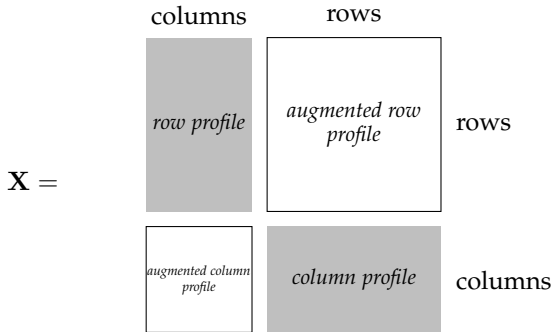 columns rows
row profile
augmented row
profile
rows
X =
augmented column
profile
column profile
columns